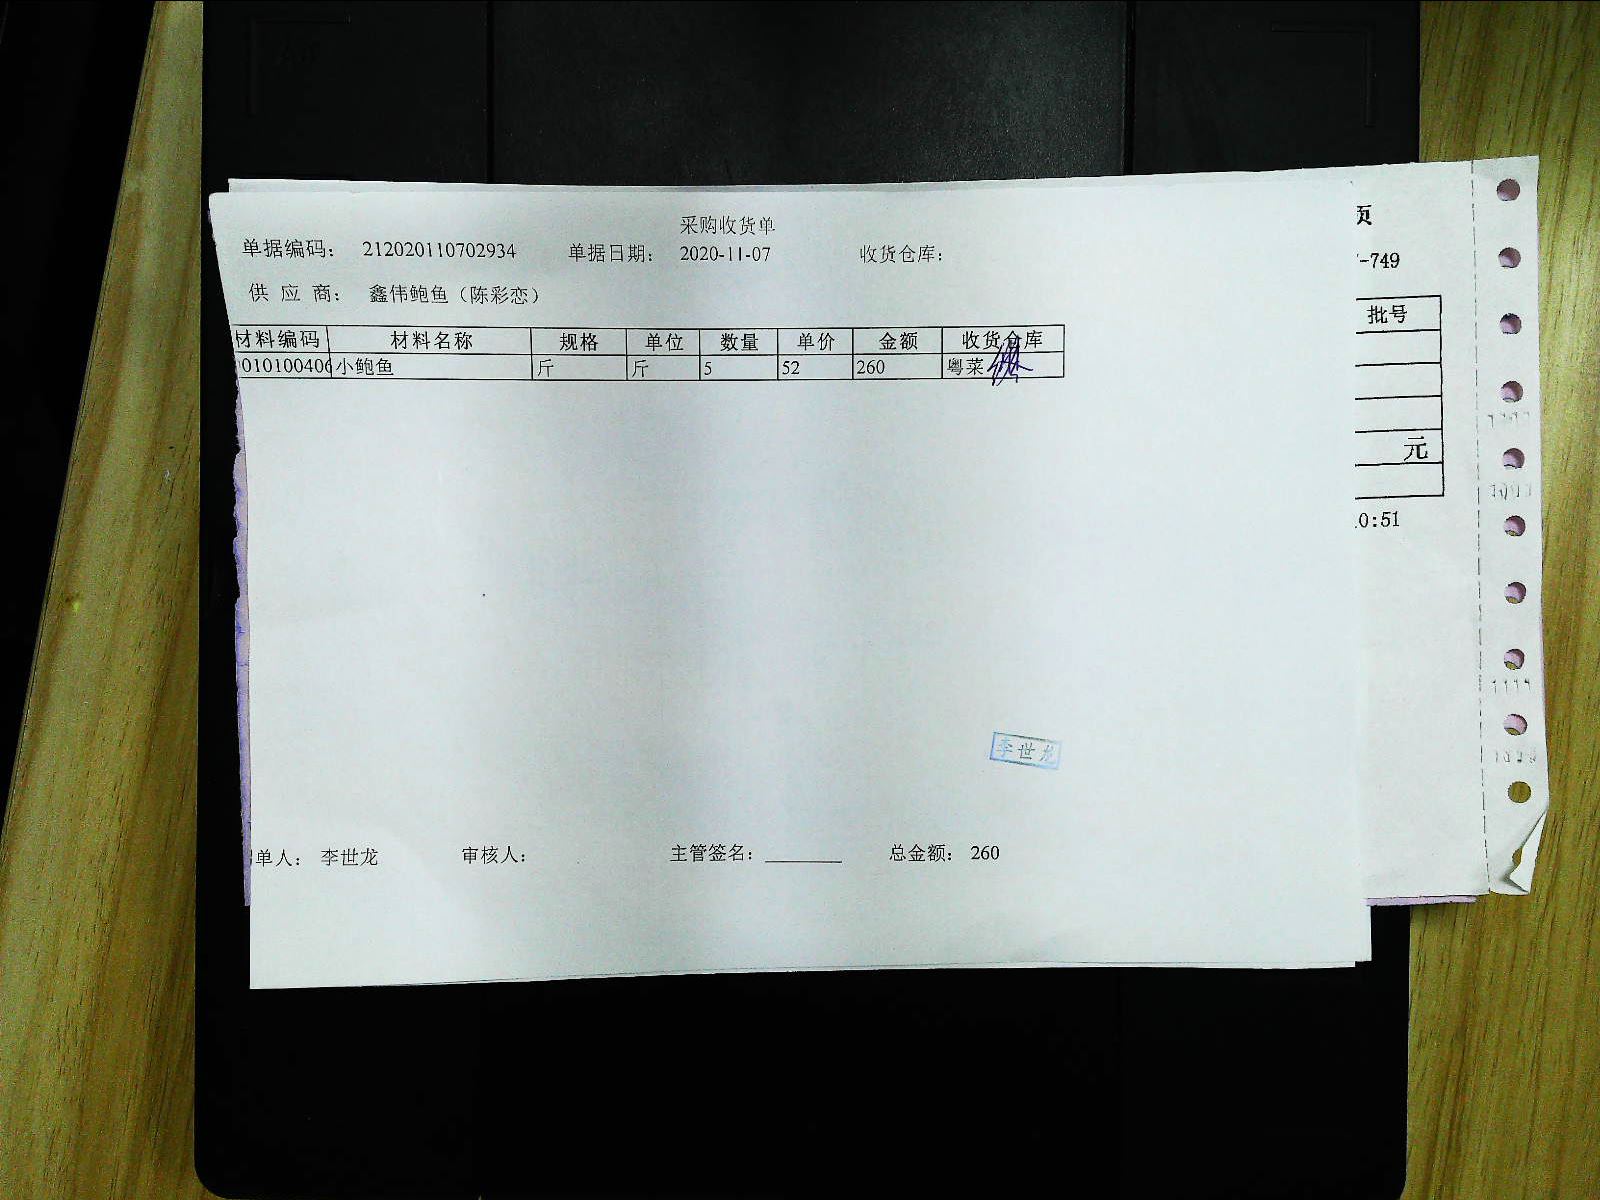 采购收货单
单据编码： 212020110702934 单据日期： 2020-11-07 收货仓库：
供 应 商： 鑫伟鲍鱼（陈彩恋）
材料编码 材料名称 规格 单位 数量 单价 金额 收货仓库
010100406 小鲍鱼 斤 斤 5 52 260 粤菜
李世龙
单人： 李世龙 审核人： 主管签名： 总金额： 260
页
-749
批号
元
0:51